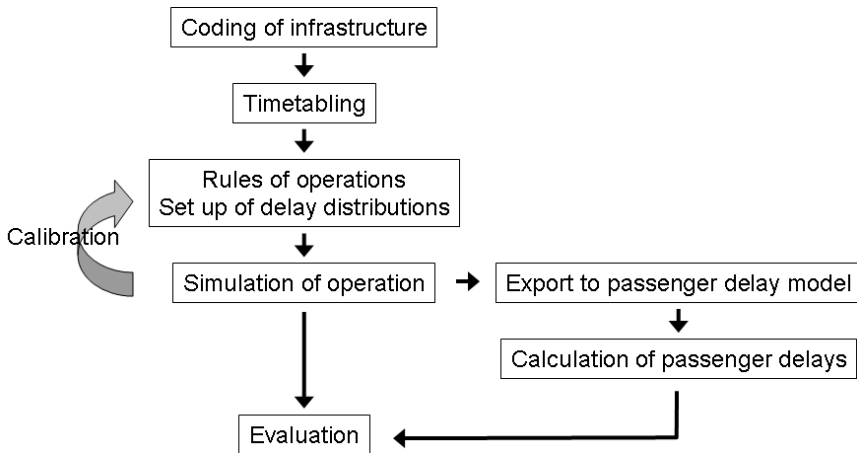 Coding of infrastructure
Timetabling
Rules of operations
Set up of delay distributions
Calibration
Simulation of operation
Export to passenger delay model
Calculation of passenger delays
Evaluation